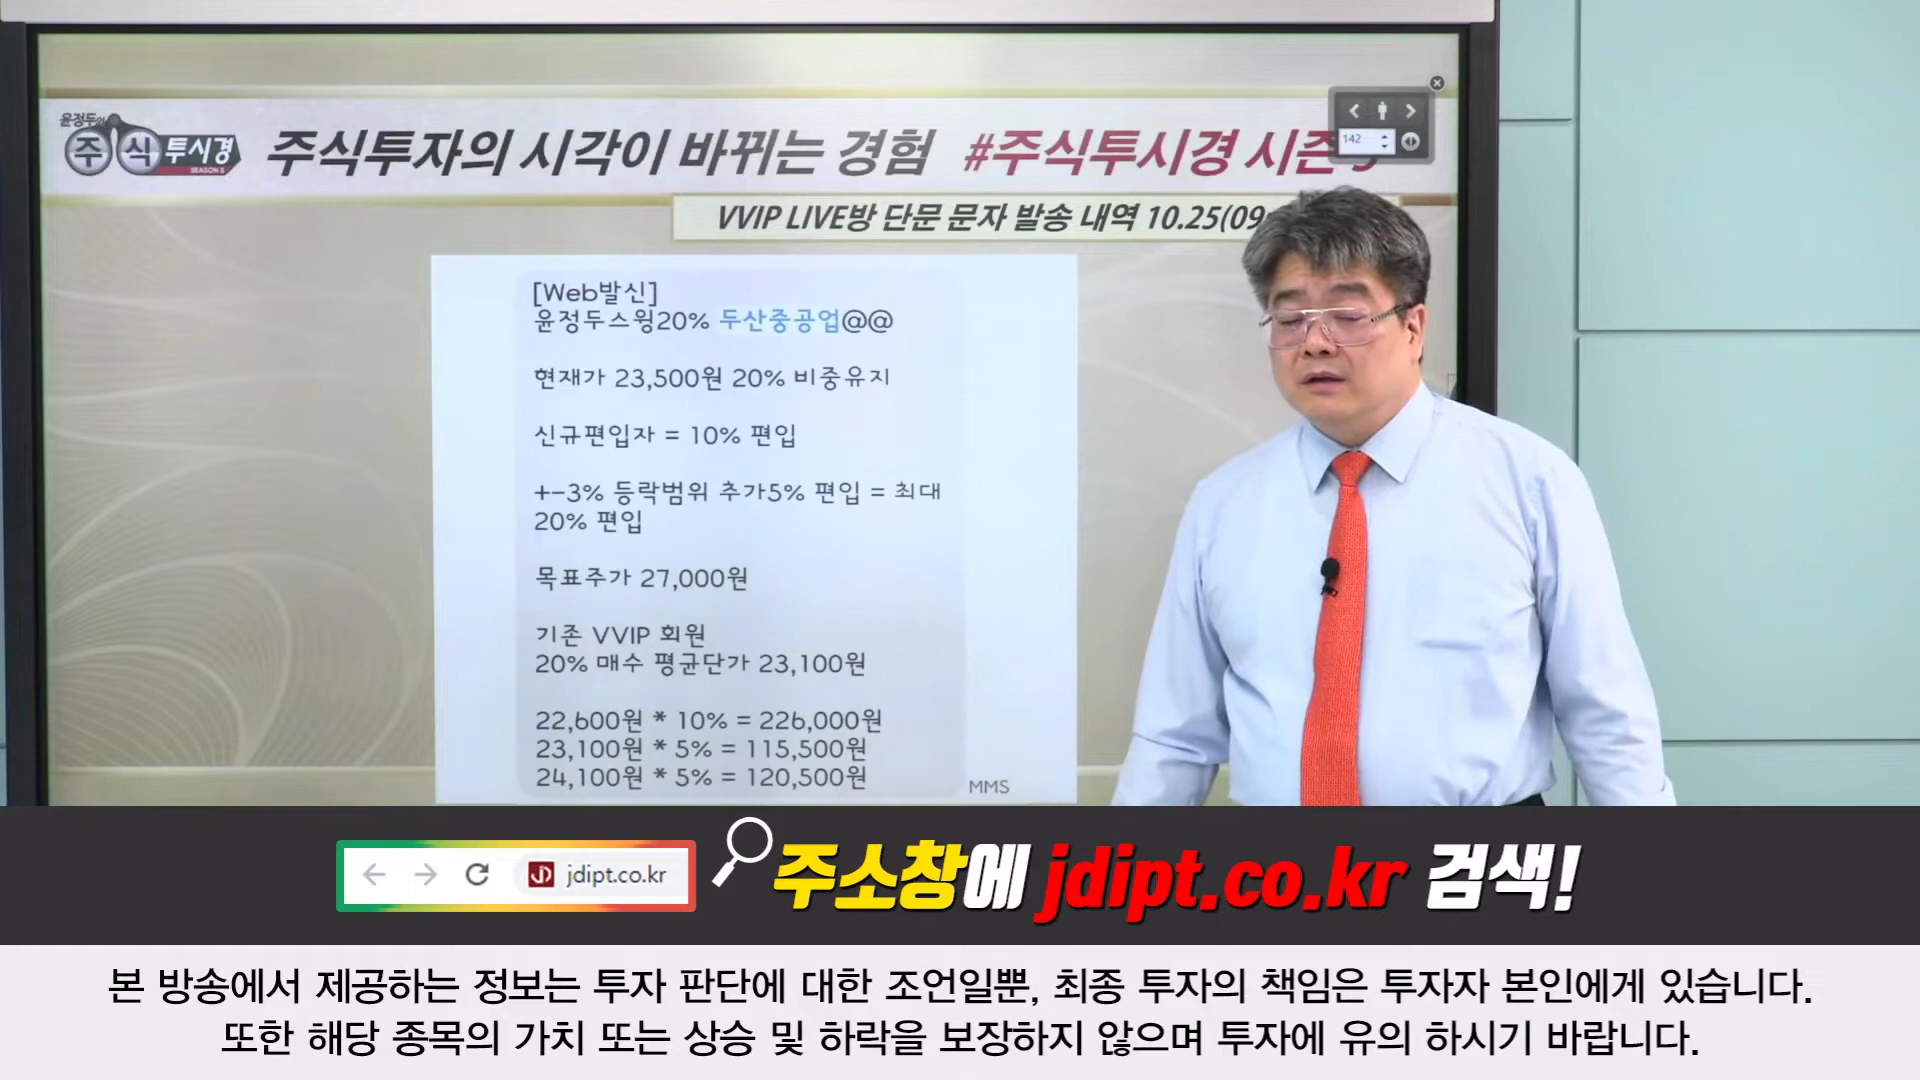 윤정두의
주식투시경
SEASON 5
주식투자의 시각이 바뀌는 경험 #주식투시경 시즌
142
VVIP LIVE방 단문 문자 발송 내역 10.25(09
[Web발신]
윤정두스윙20% 두산중공업@@
현재가 23,500원 20% 비중유지
신규편입자 = 10% 편입
+-3% 등락범위 추가5% 편입 = 최대
20% 편입
목표주가 27,000원
기존 VVIP 회원
20% 매수 평균단가 23,100원
22,600원 * 10% = 226,000원
23,100원 * 5% = 115,500원
24,100원 * 5% = 120,500원
MMS
jdipt.co.kr
주소창에 jdipt.co.kr 검색!
본 방송에서 제공하는 정보는 투자 판단에 대한 조언일뿐, 최종 투자의 책임은 투자자 본인에게 있습니다.
또한 해당 종목의 가치 또는 상승 및 하락을 보장하지 않으며 투자에 유의 하시기 바랍니다.